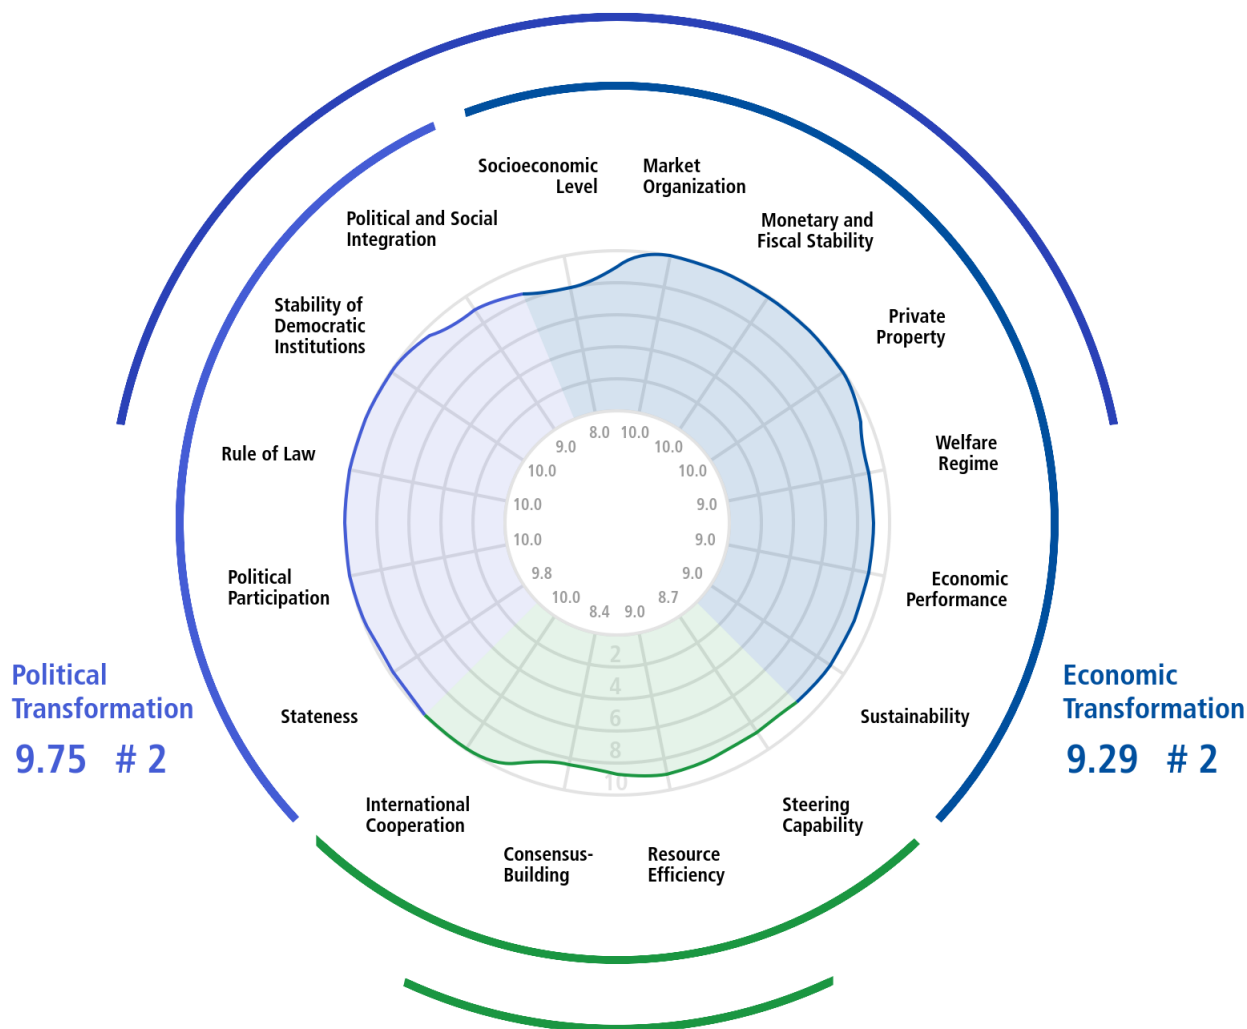 Socioeconomic
Level
Market
Organization
Political and Social
Integration
Monetary and
Fiscal Stability
Stability of
Democratic
Institutions
Private
Property
Rule of Law
Welfare
Regime
Political
Participation
Economic
Performance
Stateness
Sustainability
International
Cooperation
Steering
Capability
Consensus-
Building
Resource
Efficiency
8.0
10.0
9.0
10.0
10.0
10.0
10.0
9.0
10.0
9.0
9.8
9.0
10.0
8.7
8.4
9.0
2
4
6
8
10
Political
Transformation
9.75 # 2
Economic
Transformation
9.29 # 2